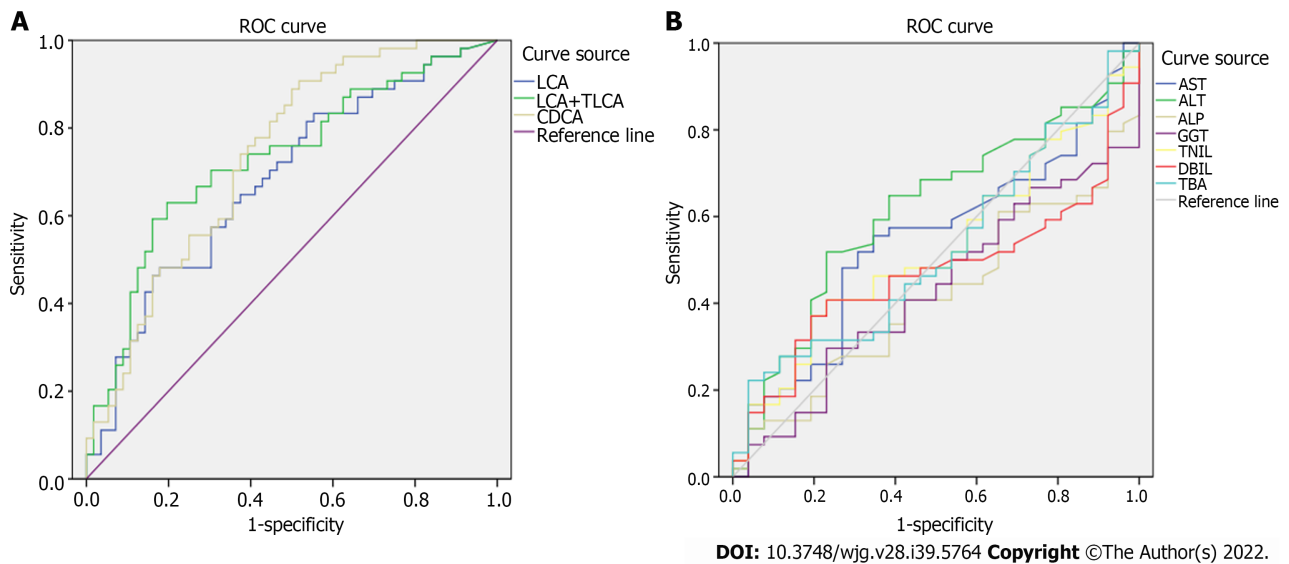 A
ROC curve
Curve source
LCA
LCA+TLCA
CDCA
Reference line
Sensitivity
1.0
0.8
0.6
0.4
0.2
0.0
0.0 0.2 0.4 0.6 0.8 1.0
1-specificity
B
ROC curve
Curve source
AST
ALT
ALP
GGT
TNIL
DBIL
TBA
Reference line
Sensitivity
1.0
0.8
0.6
0.4
0.2
0.0
0.0 0.2 0.4 0.6 0.8 1.0
1-specificity
DOI: 10.3748/wjg.v28.i39.5764 Copyright ©The Author(s) 2022.